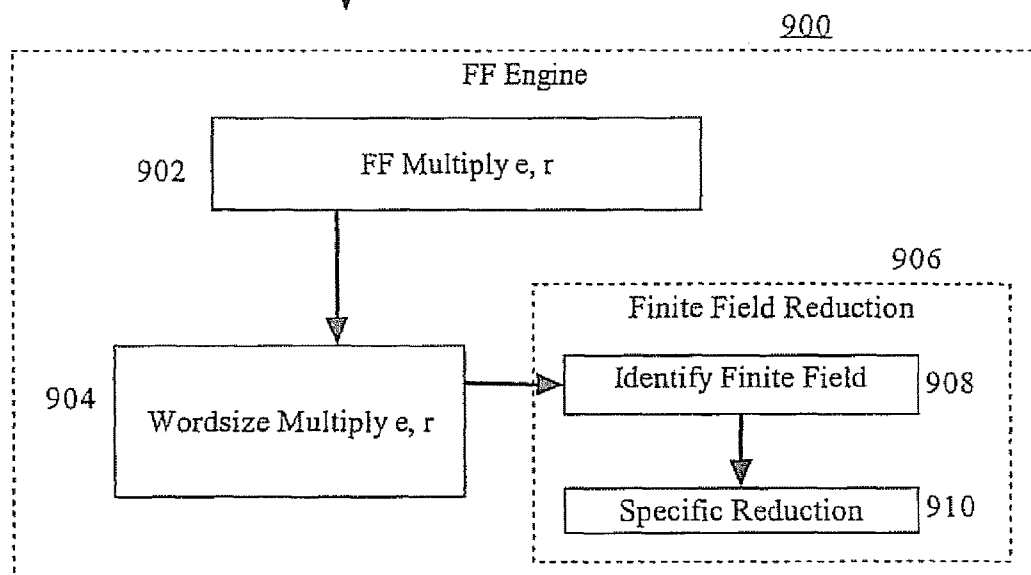 900
FF Engine
902
FF Multiply e, r
906
Finite Field Reduction
904
Wordsize Multiply e, r
Identify Finite Field
908
Specific Reduction
910